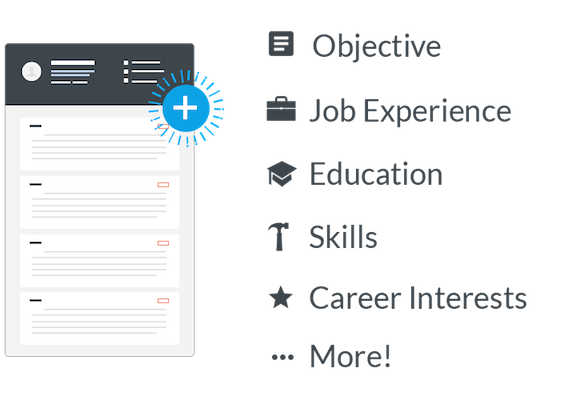 Objective
Job Experience
Education
Skills
Career Interests
More!